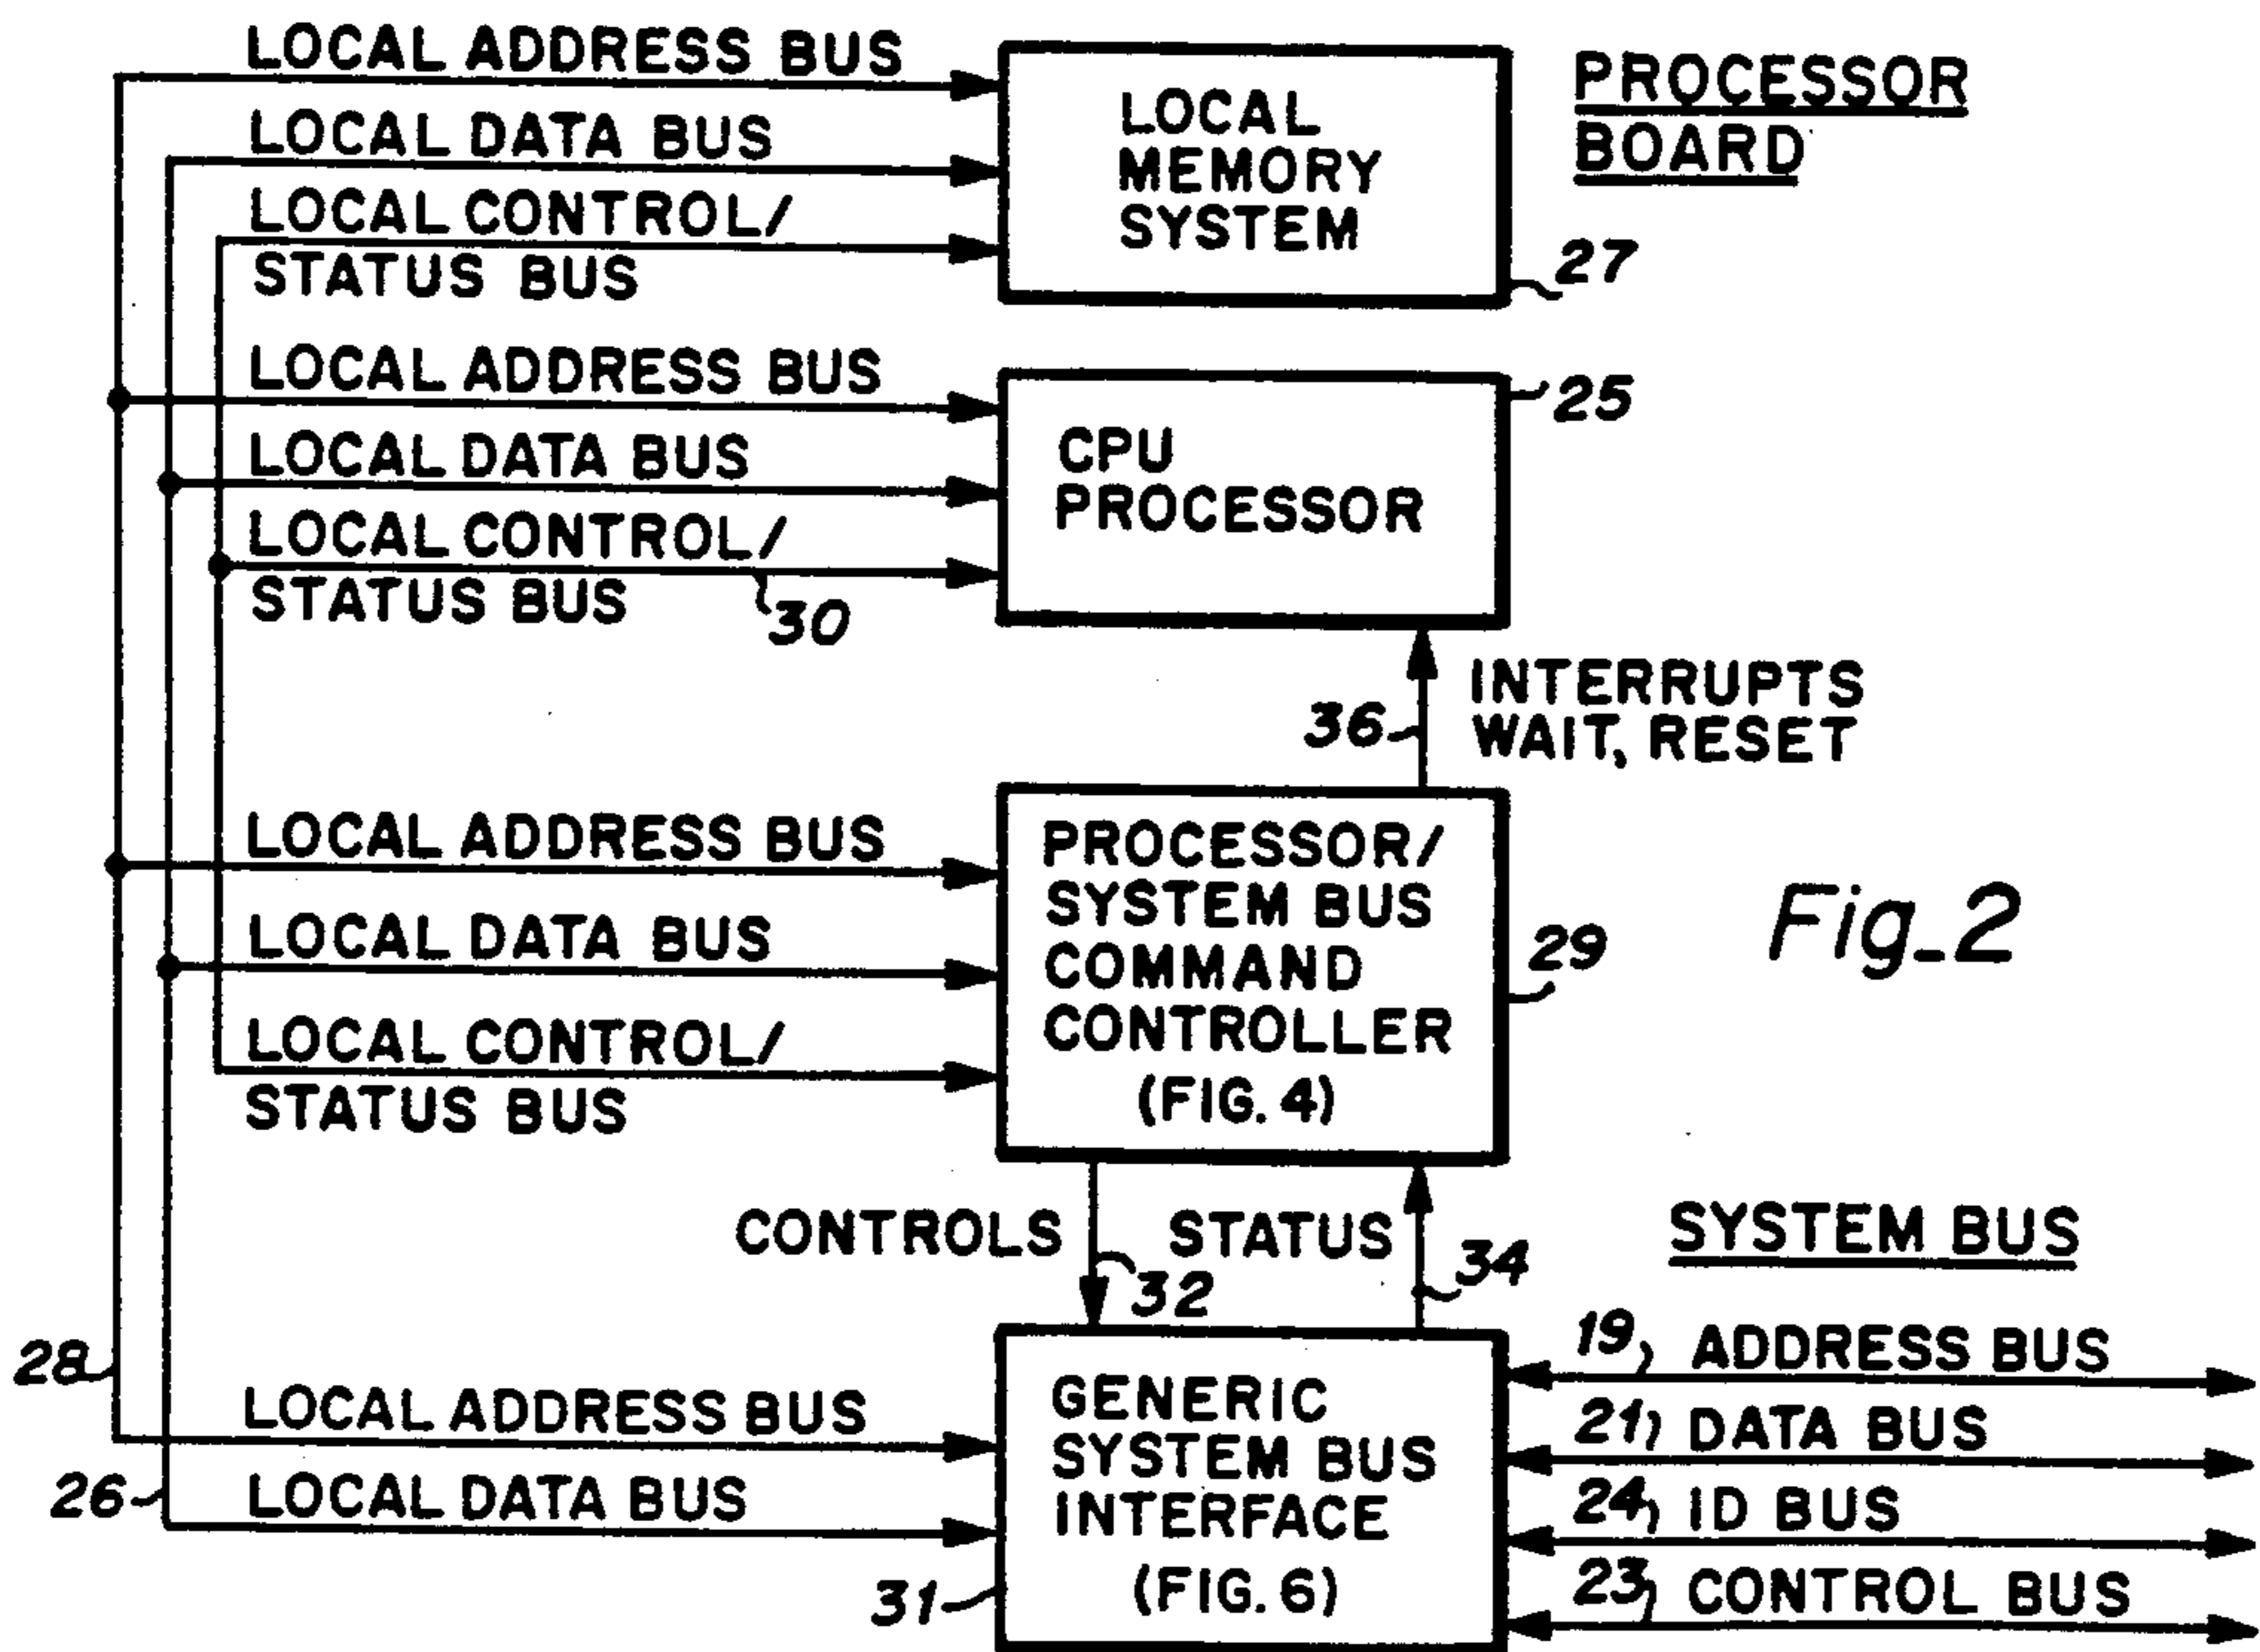 LOCAL ADDRESS BUS
LOCAL DATA BUS
LOCAL CONTROL/
STATUS BUS
LOCAL
MEMORY
SYSTEM
27
PROCESSOR
BOARD
LOCAL ADDRESS BUS
LOCAL DATA BUS
LOCAL CONTROL/
STATUS BUS
30
CPU
PROCESSOR
25
36
INTERRUPTS
WAIT, RESET
LOCAL ADDRESS BUS
LOCAL DATA BUS
LOCAL CONTROL/
STATUS BUS
PROCESSOR/
SYSTEM BUS
COMMAND
CONTROLLER
(FIG. 4)
29
Fig_2
CONTROLS
32
STATUS
34
SYSTEM BUS
28
26
LOCAL ADDRESS BUS
LOCAL DATA BUS
31
GENERIC
SYSTEM BUS
INTERFACE
(FIG. 6)
19 ADDRESS BUS
21 DATA BUS
24 ID BUS
23 CONTROL BUS